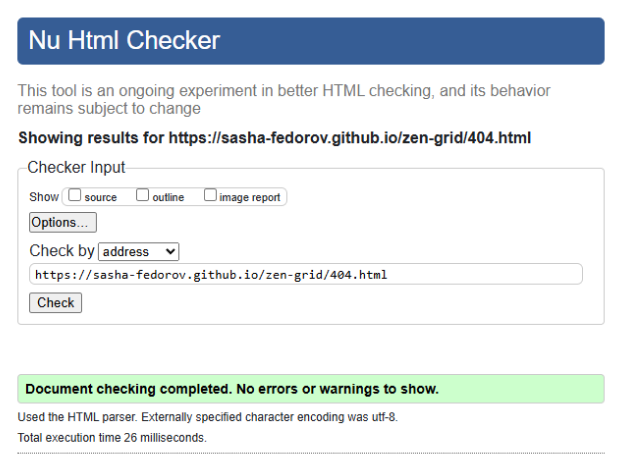 Nu Html Checker
This tool is an ongoing experiment in better HTML checking, and its behavior
remains subject to change
Showing results for https://sasha-fedorov.github.io/zen-grid/404.html
Checker Input
Show source outline image report
Options...
Check by address
https://sasha-fedorov.github.io/zen-grid/404.html
Check
Document checking completed. No errors or warnings to show.
Used the HTML parser. Externally specified character encoding was utf-8.
Total execution time 26 milliseconds.